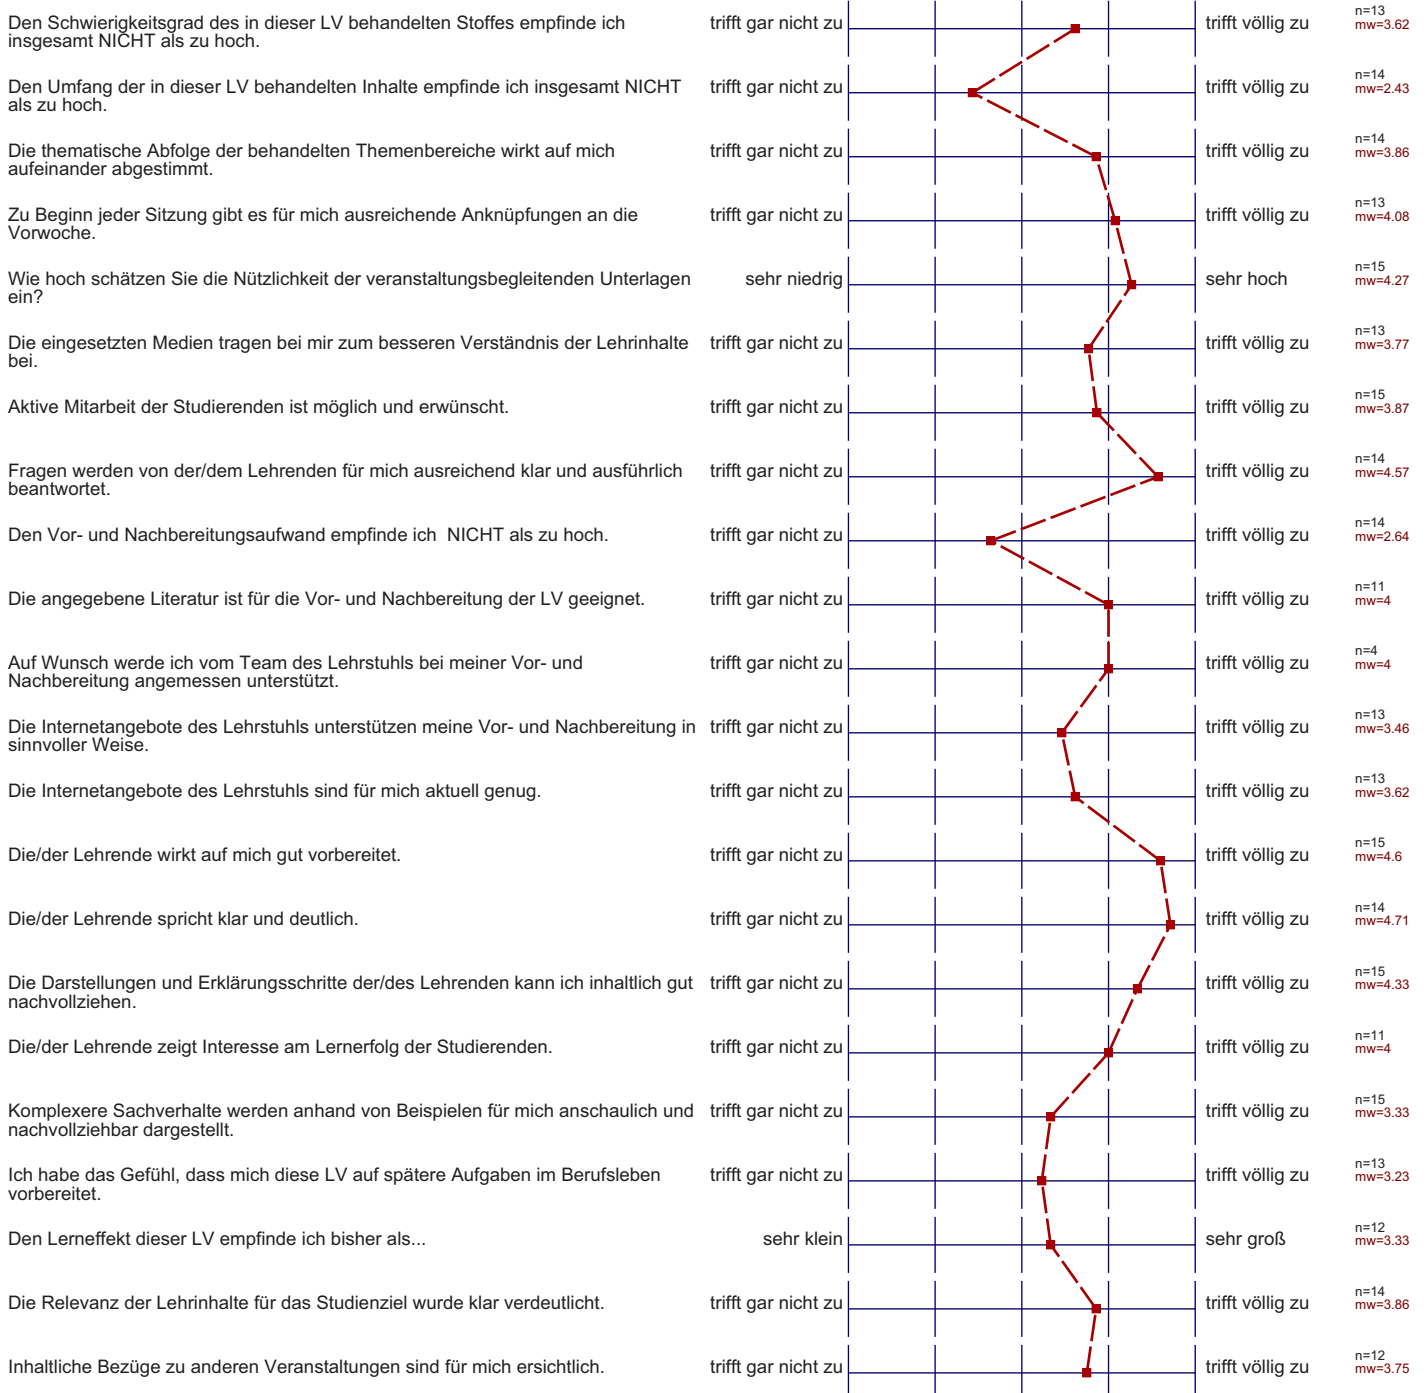 Den Schwierigkeitsgrad des in dieser LV behandelten Stoffes empfinde ich
insgesamt NICHT als zu hoch.
trifft gar nicht zu
trifft völlig zu
n=13
mw=3.62
Den Umfang der in dieser LV behandelten Inhalte empfinde ich insgesamt NICHT
als zu hoch.
trifft gar nicht zu
trifft völlig zu
n=14
mw=2.43
Die thematische Abfolge der behandelten Themenbereiche wirkt auf mich
aufeinander abgestimmt.
trifft gar nicht zu
trifft völlig zu
n=14
mw=3.86
Zu Beginn jeder Sitzung gibt es für mich ausreichende Anknüpfungen an die
Vorwoche.
trifft gar nicht zu
trifft völlig zu
n=13
mw=4.08
Wie hoch schätzen Sie die Nützlichkeit der veranstaltungsbegleitenden Unterlagen
ein?
sehr niedrig
sehr hoch
n=15
mw=4.27
Die eingesetzten Medien tragen bei mir zum besseren Verständnis der Lehrinhalte
bei.
trifft gar nicht zu
trifft völlig zu
n=13
mw=3.77
Aktive Mitarbeit der Studierenden ist möglich und erwünscht.
trifft gar nicht zu
trifft völlig zu
n=15
mw=3.87
Fragen werden von der/dem Lehrenden für mich ausreichend klar und ausführlich
beantwortet.
trifft gar nicht zu
trifft völlig zu
n=14
mw=4.57
Den Vor- und Nachbereitungsaufwand empfinde ich  NICHT als zu hoch.
trifft gar nicht zu
trifft völlig zu
n=14
mw=2.64
Die angegebene Literatur ist für die Vor- und Nachbereitung der LV geeignet.
trifft gar nicht zu
trifft völlig zu
n=11
mw=4
Auf Wunsch werde ich vom Team des Lehrstuhls bei meiner Vor- und
Nachbereitung angemessen unterstützt.
trifft gar nicht zu
trifft völlig zu
n=4
mw=4
Die Internetangebote des Lehrstuhls unterstützen meine Vor- und Nachbereitung in
sinnvoller Weise.
trifft gar nicht zu
trifft völlig zu
n=13
mw=3.46
Die Internetangebote des Lehrstuhls sind für mich aktuell genug.
trifft gar nicht zu
trifft völlig zu
n=13
mw=3.62
Die/der Lehrende wirkt auf mich gut vorbereitet.
trifft gar nicht zu
trifft völlig zu
n=15
mw=4.6
Die/der Lehrende spricht klar und deutlich.
trifft gar nicht zu
trifft völlig zu
n=14
mw=4.71
Die Darstellungen und Erklärungsschritte der/des Lehrenden kann ich inhaltlich gut
nachvollziehen.
trifft gar nicht zu
trifft völlig zu
n=15
mw=4.33
Die/der Lehrende zeigt Interesse am Lernerfolg der Studierenden.
trifft gar nicht zu
trifft völlig zu
n=11
mw=4
Komplexere Sachverhalte werden anhand von Beispielen für mich anschaulich und
nachvollziehbar dargestellt.
trifft gar nicht zu
trifft völlig zu
n=15
mw=3.33
Ich habe das Gefühl, dass mich diese LV auf spätere Aufgaben im Berufsleben
vorbereitet.
trifft gar nicht zu
trifft völlig zu
n=13
mw=3.23
Den Lerneffekt dieser LV empfinde ich bisher als...
sehr klein
sehr groß
n=12
mw=3.33
Die Relevanz der Lehrinhalte für das Studienziel wurde klar verdeutlicht.
trifft gar nicht zu
trifft völlig zu
n=14
mw=3.86
Inhaltliche Bezüge zu anderen Veranstaltungen sind für mich ersichtlich.
trifft gar nicht zu
trifft völlig zu
n=12
mw=3.75